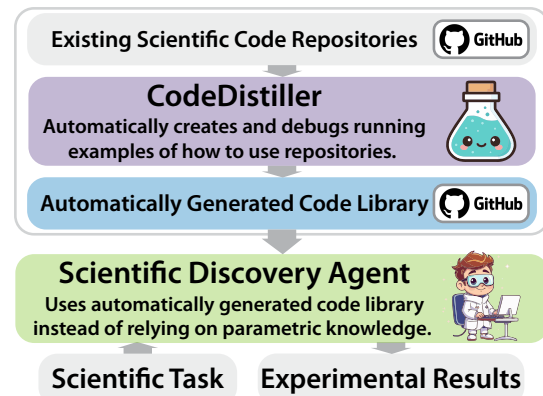 Existing Scientific Code Repositories GitHub
CodeDistiller
Automatically creates and debugs running
examples of how to use repositories.
Automatically Generated Code Library GitHub
Scientific Discovery Agent
Uses automatically generated code library
instead of relying on parametric knowledge.
Scientific Task Experimental Results